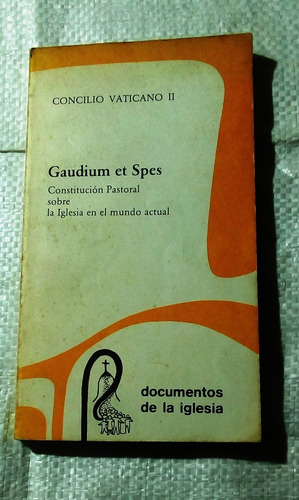 CONCILIO VATICANO II
Gaudium et Spes
Constitución Pastoral
sobre
la Iglesia en el mundo actual
documentos
de la iglesia